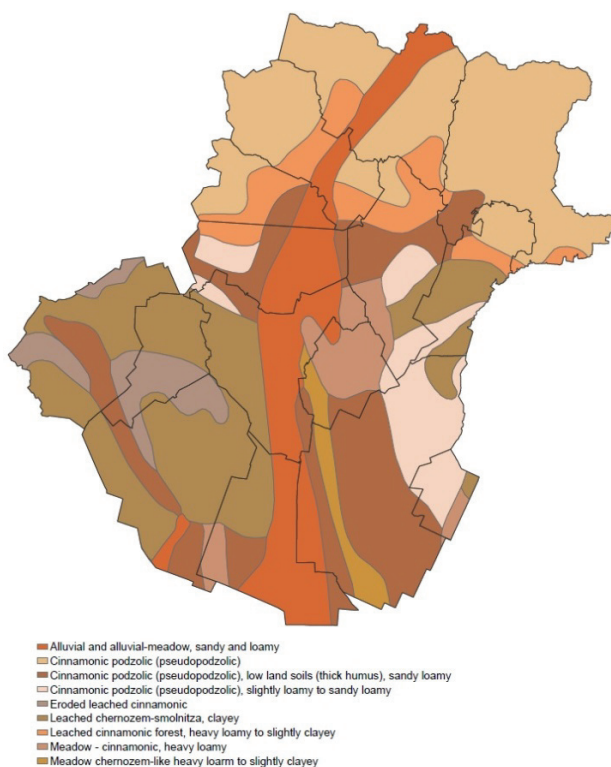 Alluvial and alluvial-meadow, sandy and loamy
Cinnamonic podzolic (pseudopodzolic)
Cinnamonic podzolic (pseudopodzolic), low land soils (thick humus), sandy loamy
Cinnamonic podzolic (pseudopodzolic), slightly loamy to sandy loamy
Eroded leached cinnamonic
Leached chernozem-smolnitza, clayey
Leached cinnamonic forest, heavy loamy to slightly clayey
Meadow - cinnamonic, heavy loamy
Meadow chernozem-like heavy loarm to slightly clayey